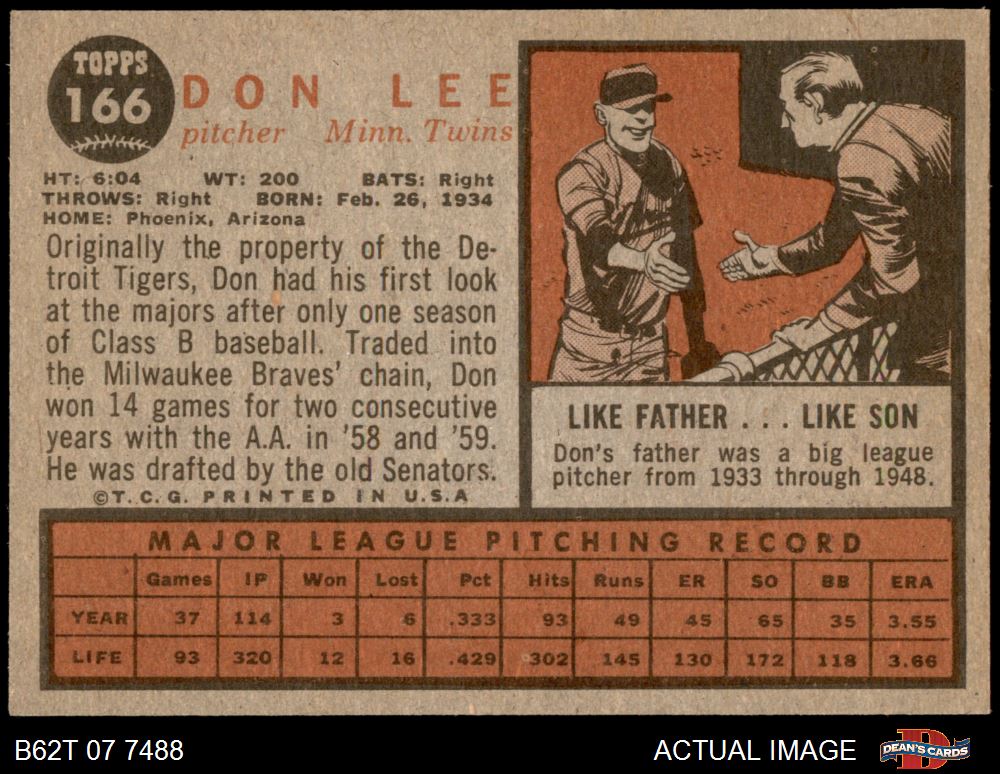 TOPPS
166
DON LEE
pitcher Minn. Twins
HT: 6:04 WT: 200 BATS: Right
THROWS: Right BORN: Feb. 26, 1934
HOME: Phoenix, Arizona
Originally the property of the De-
troit Tigers, Don had his first look
at the majors after only one season
of Class B baseball. Traded into
the Milwaukee Braves' chain, Don
won 14 games for two consecutive
years with the A.A. in '58 and '59.
He was drafted by the old Senators.
©T.C.G. PRINTED IN U.S.A
LIKE FATHER . . . LIKE SON
Don's father was a big league
pitcher from 1933 through 1948.
MAJOR LEAGUE PITCHING RECORD
Games IP Won Lost Pct Hits Runs ER SO BB ERA
YEAR 37 114 3 6 .333 93 49 45 65 35 3.55
LIFE 93 320 12 16 .429 302 145 130 172 118 3.66
B62T 07 7488 ACTUAL IMAGE DEAN'S CARDS